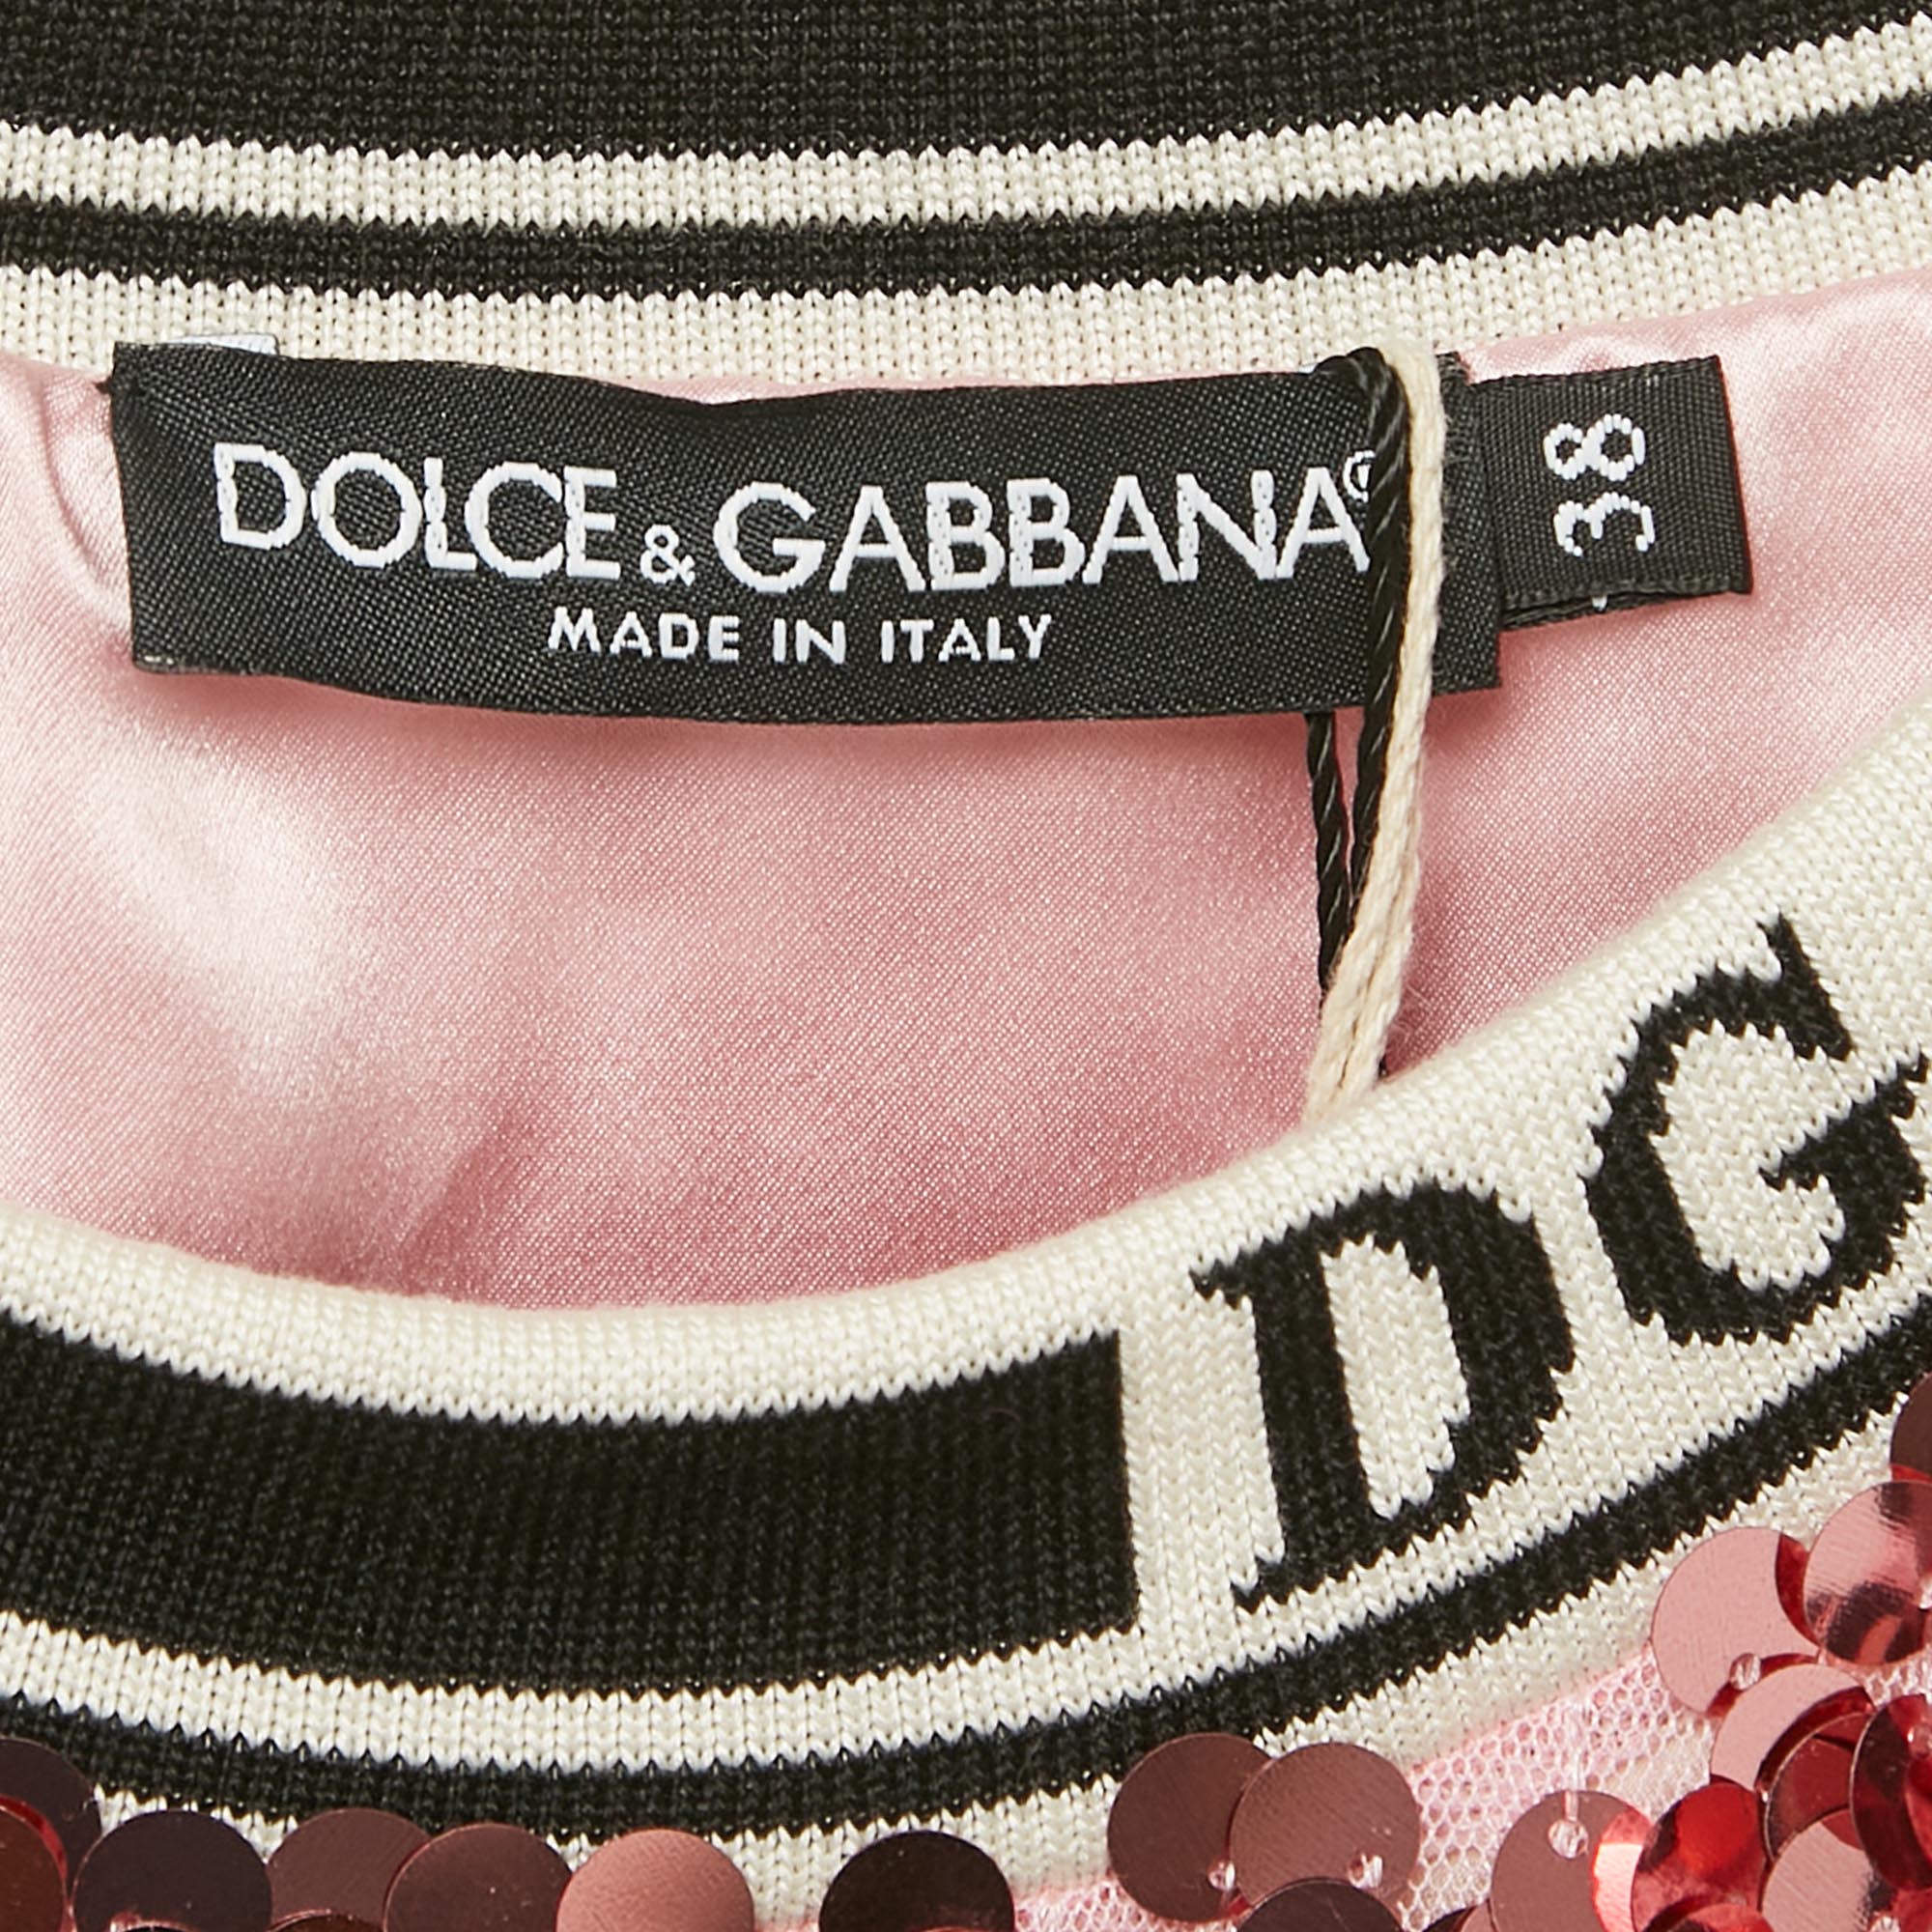 DOLCE & GABBANA®
MADE IN ITALY
38
DG